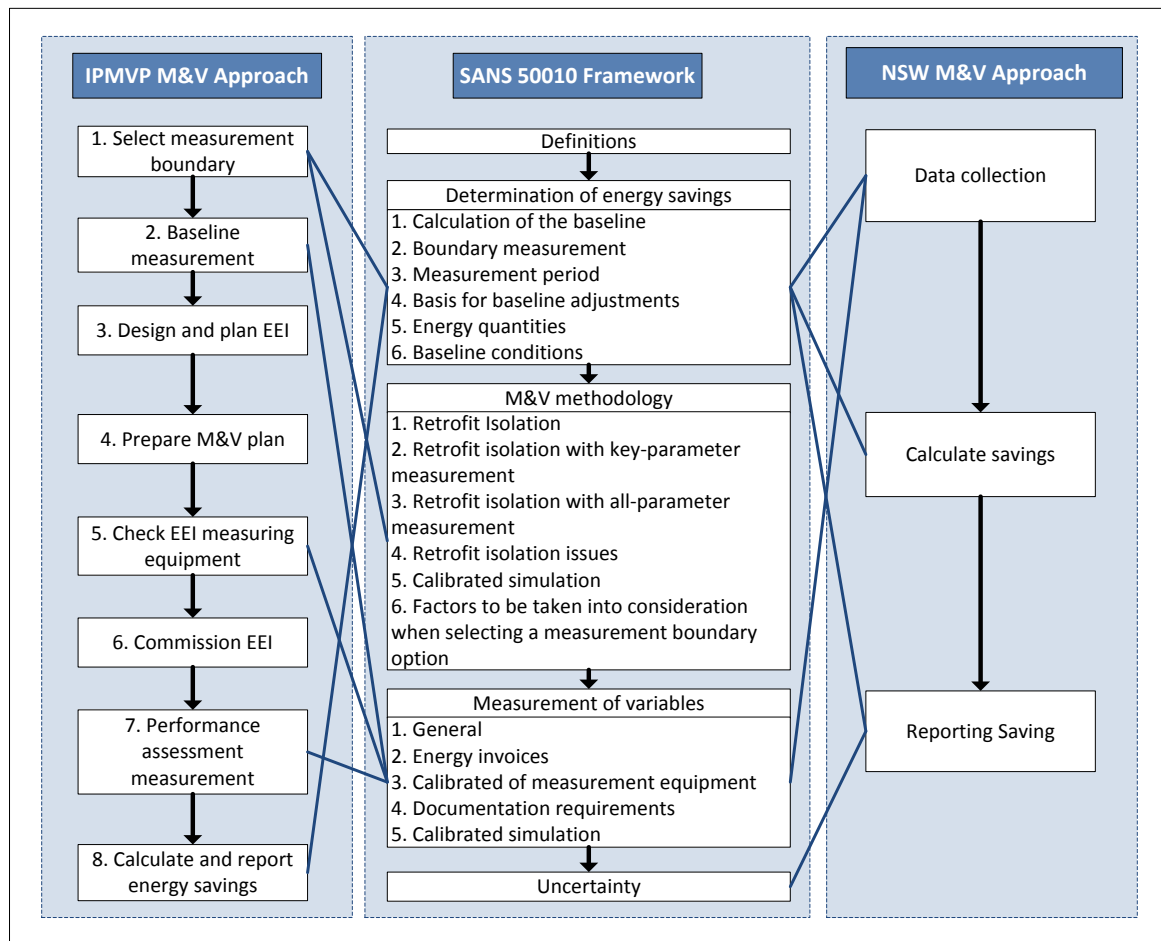 IPMVP M&V Approach
1. Select measurement
boundary
2. Baseline
measurement
3. Design and plan EEI
4. Prepare M&V plan
5. Check EEI measuring
equipment
6. Commission EEI
7. Performance
assessment
measurement
8. Calculate and report
energy savings
SANS 50010 Framework
Definitions
Determination of energy savings
1. Calculation of the baseline
2. Boundary measurement
3. Measurement period
4. Basis for baseline adjustments
5. Energy quantities
6. Baseline conditions
M&V methodology
1. Retrofit Isolation
2. Retrofit isolation with key-parameter
measurement
3. Retrofit isolation with all-parameter
measurement
4. Retrofit isolation issues
5. Calibrated simulation
6. Factors to be taken into consideration
when selecting a measurement boundary
option
Measurement of variables
1. General
2. Energy invoices
3. Calibrated of measurement equipment
4. Documentation requirements
5. Calibrated simulation
Uncertainty
NSW M&V Approach
Data collection
Calculate savings
Reporting Saving